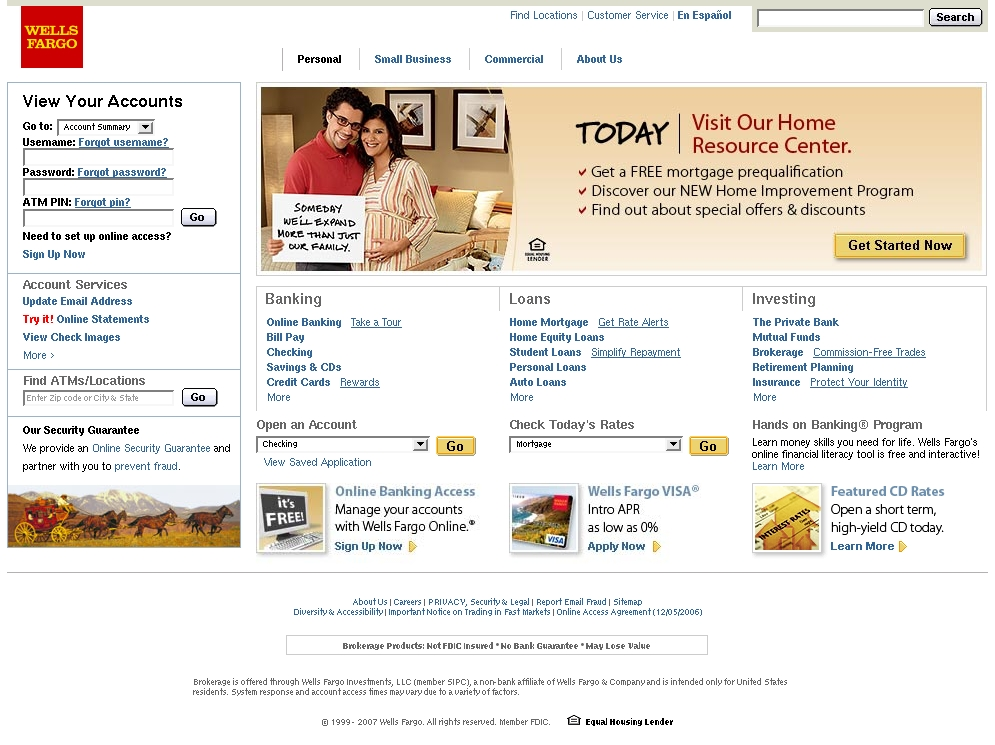 WELLS
FARGO
Find Locations | Customer Service | En Español
Search
Personal
Small Business
Commercial
About Us
View Your Accounts
Go to: Account Summary
Username: Forgot username?
Password: Forgot password?
ATM PIN: Forgot pin?
Go
Need to set up online access?
Sign Up Now
Account Services
Update Email Address
Try it! Online Statements
View Check Images
More ›
Find ATMs/Locations
Enter Zip code or City & State
Go
Our Security Guarantee
We provide an Online Security Guarantee and
partner with you to prevent fraud.
SOMEDAY
WE'LL EXPAND
MORE THAN JUST
OUR FAMILY.
TODAY
Visit Our Home
Resource Center.
Get a FREE mortgage prequalification
Discover our NEW Home Improvement Program
Find out about special offers & discounts
EQUAL HOUSING
LENDER
Get Started Now
Banking
Online Banking Take a Tour
Bill Pay
Checking
Savings & CDs
Credit Cards Rewards
More
Loans
Home Mortgage Get Rate Alerts
Home Equity Loans
Student Loans Simplify Repayment
Personal Loans
Auto Loans
More
Investing
The Private Bank
Mutual Funds
Brokerage Commission-Free Trades
Retirement Planning
Insurance Protect Your Identity
More
Open an Account
Checking
Go
View Saved Application
Check Today's Rates
Mortgage
Go
Hands on Banking® Program
Learn money skills you need for life. Wells Fargo's
online financial literacy tool is free and interactive!
Learn More
it's
FREE!
Online Banking Access
Manage your accounts
with Wells Fargo Online.®
Sign Up Now
VISA
Wells Fargo VISA®
Intro APR
as low as 0%
Apply Now
INTEREST RATES
Featured CD Rates
Open a short term,
high-yield CD today.
Learn More
About Us | Careers | PRIVACY, Security & Legal | Report Email Fraud | Sitemap
Diversity & Accessibility | Important Notice on Trading in Fast Markets | Online Access Agreement (12/05/2006)
Brokerage Products: Not FDIC Insured * No Bank Guarantee * May Lose Value
Brokerage is offered through Wells Fargo Investments, LLC (member SIPC), a non-bank affiliate of Wells Fargo & Company and is intended only for United States
residents. System response and account access times may vary due to a variety of factors.
© 1999 - 2007 Wells Fargo. All rights reserved. Member FDIC.
Equal Housing Lender